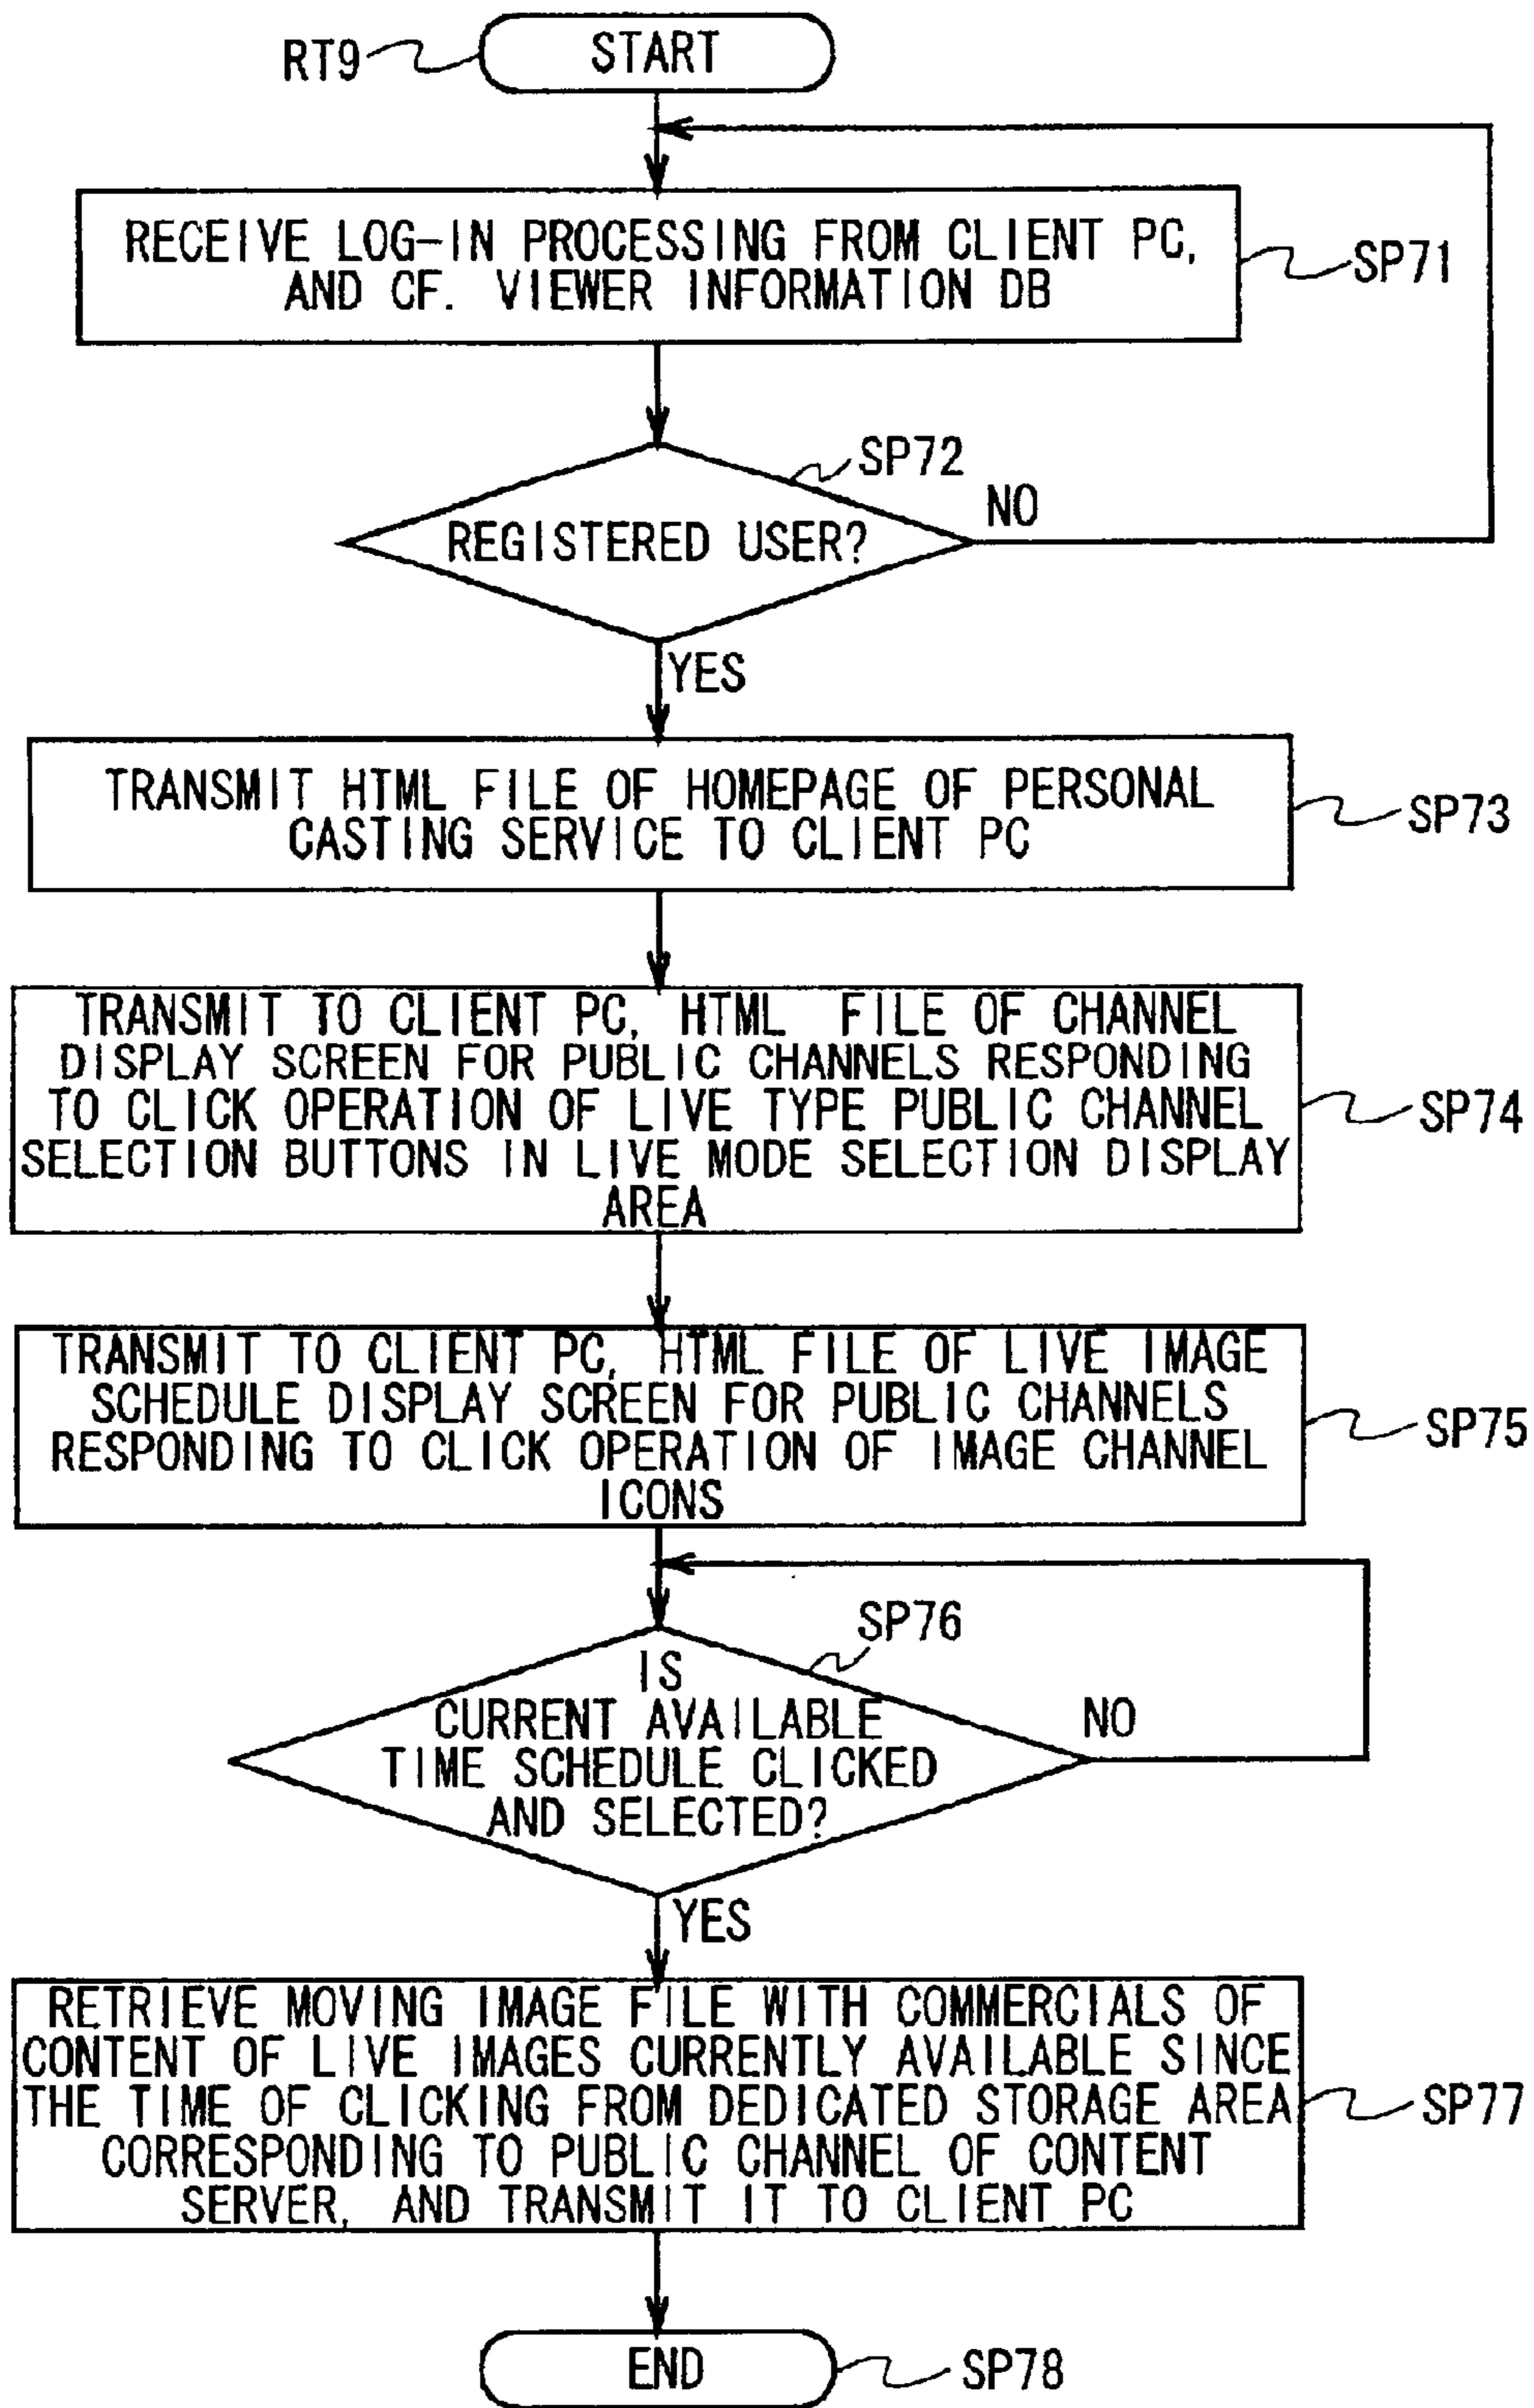 RT9
START
RECEIVE LOG-IN PROCESSING FROM CLIENT PC,
AND CF. VIEWER INFORMATION DB
SP71
SP72
REGISTERED USER?
NO
YES
TRANSMIT HTML FILE OF HOMEPAGE OF PERSONAL
CASTING SERVICE TO CLIENT PC
SP73
TRANSMIT TO CLIENT PC, HTML FILE OF CHANNEL
DISPLAY SCREEN FOR PUBLIC CHANNELS RESPONDING
TO CLICK OPERATION OF LIVE TYPE PUBLIC CHANNEL
SELECTION BUTTONS IN LIVE MODE SELECTION DISPLAY
AREA
SP74
TRANSMIT TO CLIENT PC, HTML FILE OF LIVE IMAGE
SCHEDULE DISPLAY SCREEN FOR PUBLIC CHANNELS
RESPONDING TO CLICK OPERATION OF IMAGE CHANNEL
ICONS
SP75
SP76
IS
CURRENT AVAILABLE
TIME SCHEDULE CLICKED
AND SELECTED?
NO
YES
RETRIEVE MOVING IMAGE FILE WITH COMMERCIALS OF
CONTENT OF LIVE IMAGES CURRENTLY AVAILABLE SINCE
THE TIME OF CLICKING FROM DEDICATED STORAGE AREA
CORRESPONDING TO PUBLIC CHANNEL OF CONTENT
SERVER, AND TRANSMIT IT TO CLIENT PC
SP77
END
SP78